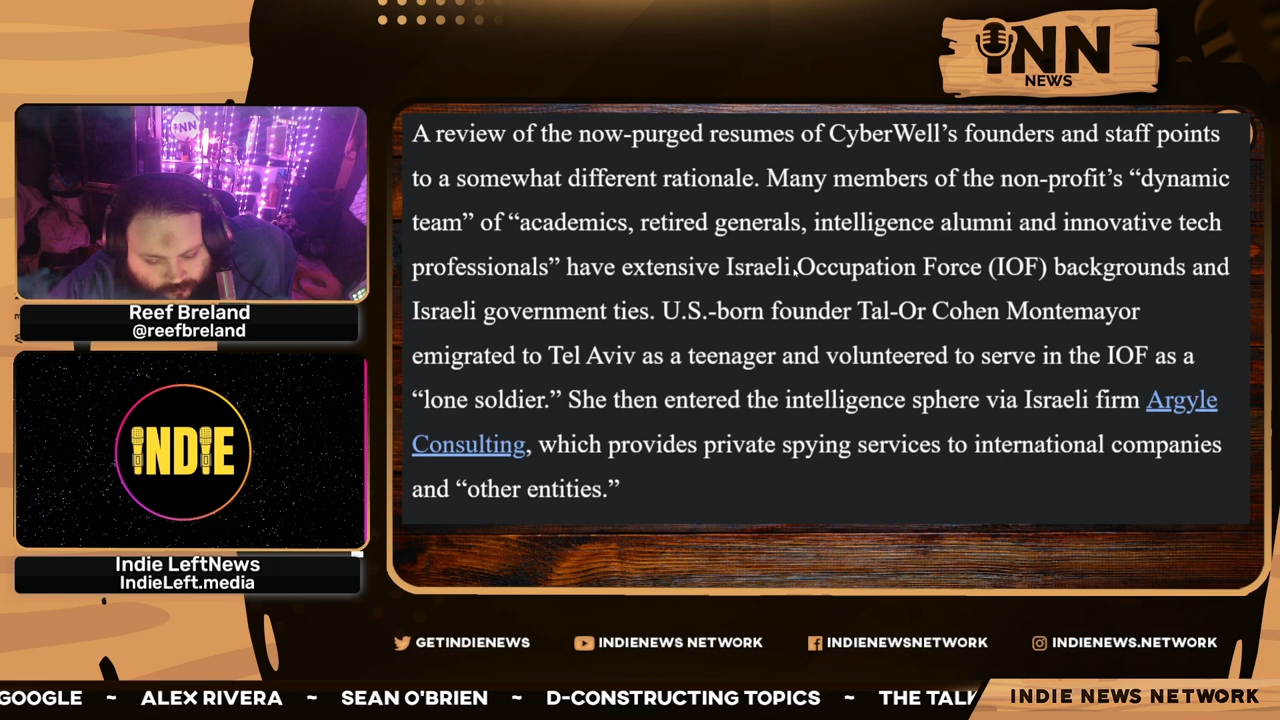 iNN
NEWS
iNN
Reef Breland
@reefbreland
iNDiE
Indie LeftNews
IndieLeft.media
A review of the now-purged resumes of CyberWell’s founders and staff points
to a somewhat different rationale. Many members of the non-profit’s “dynamic
team” of “academics, retired generals, intelligence alumni and innovative tech
professionals” have extensive Israeli Occupation Force (IOF) backgrounds and
Israeli government ties. U.S.-born founder Tal-Or Cohen Montemayor
emigrated to Tel Aviv as a teenager and volunteered to serve in the IOF as a
“lone soldier.” She then entered the intelligence sphere via Israeli firm Argyle
Consulting, which provides private spying services to international companies
and “other entities.”
GETINDIENEWS
INDIENEWS NETWORK
INDIENEWSNETWORK
INDIENEWS.NETWORK
GOOGLE ~ ALEX RIVERA ~ SEAN O'BRIEN ~ D-CONSTRUCTING TOPICS ~ THE TALK
INDIE NEWS NETWORK